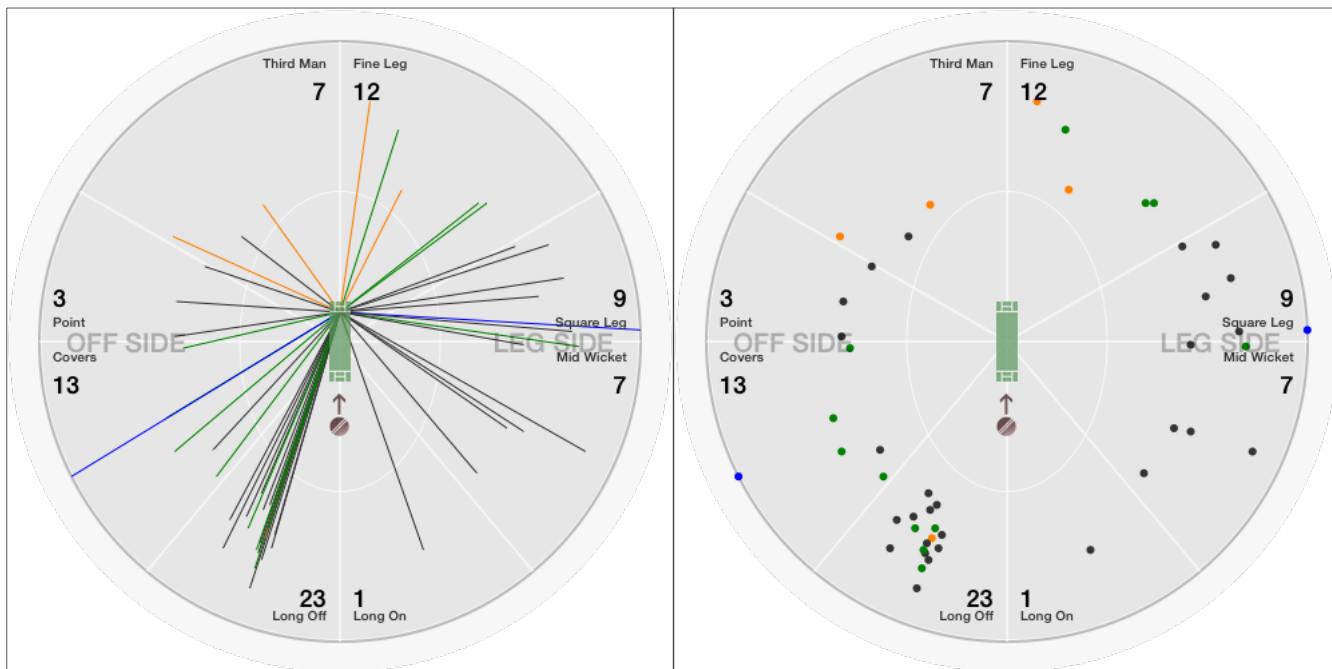 Third Man
Fine Leg
7
12
3
Point
OFF SIDE
Covers
13
9
Square Leg
LEG SIDE
Mid Wicket
7
23
1
Long Off
Long On
Third Man
Fine Leg
7
12
3
Point
OFF SIDE
Covers
13
9
Square Leg
LEG SIDE
Mid Wicket
7
23
1
Long Off
Long On